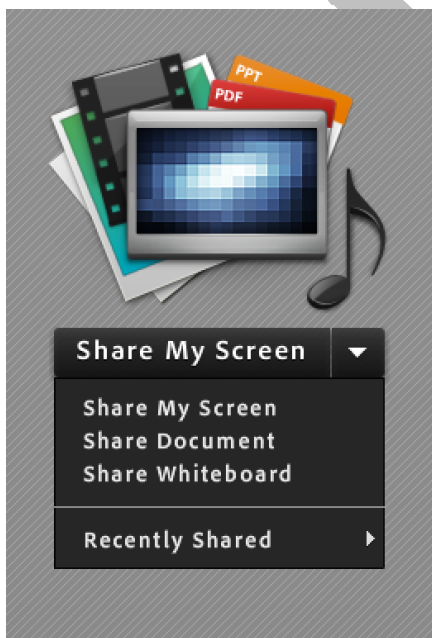 PPT
PDF
Share My Screen
Share My Screen
Share Document
Share Whiteboard
Recently Shared